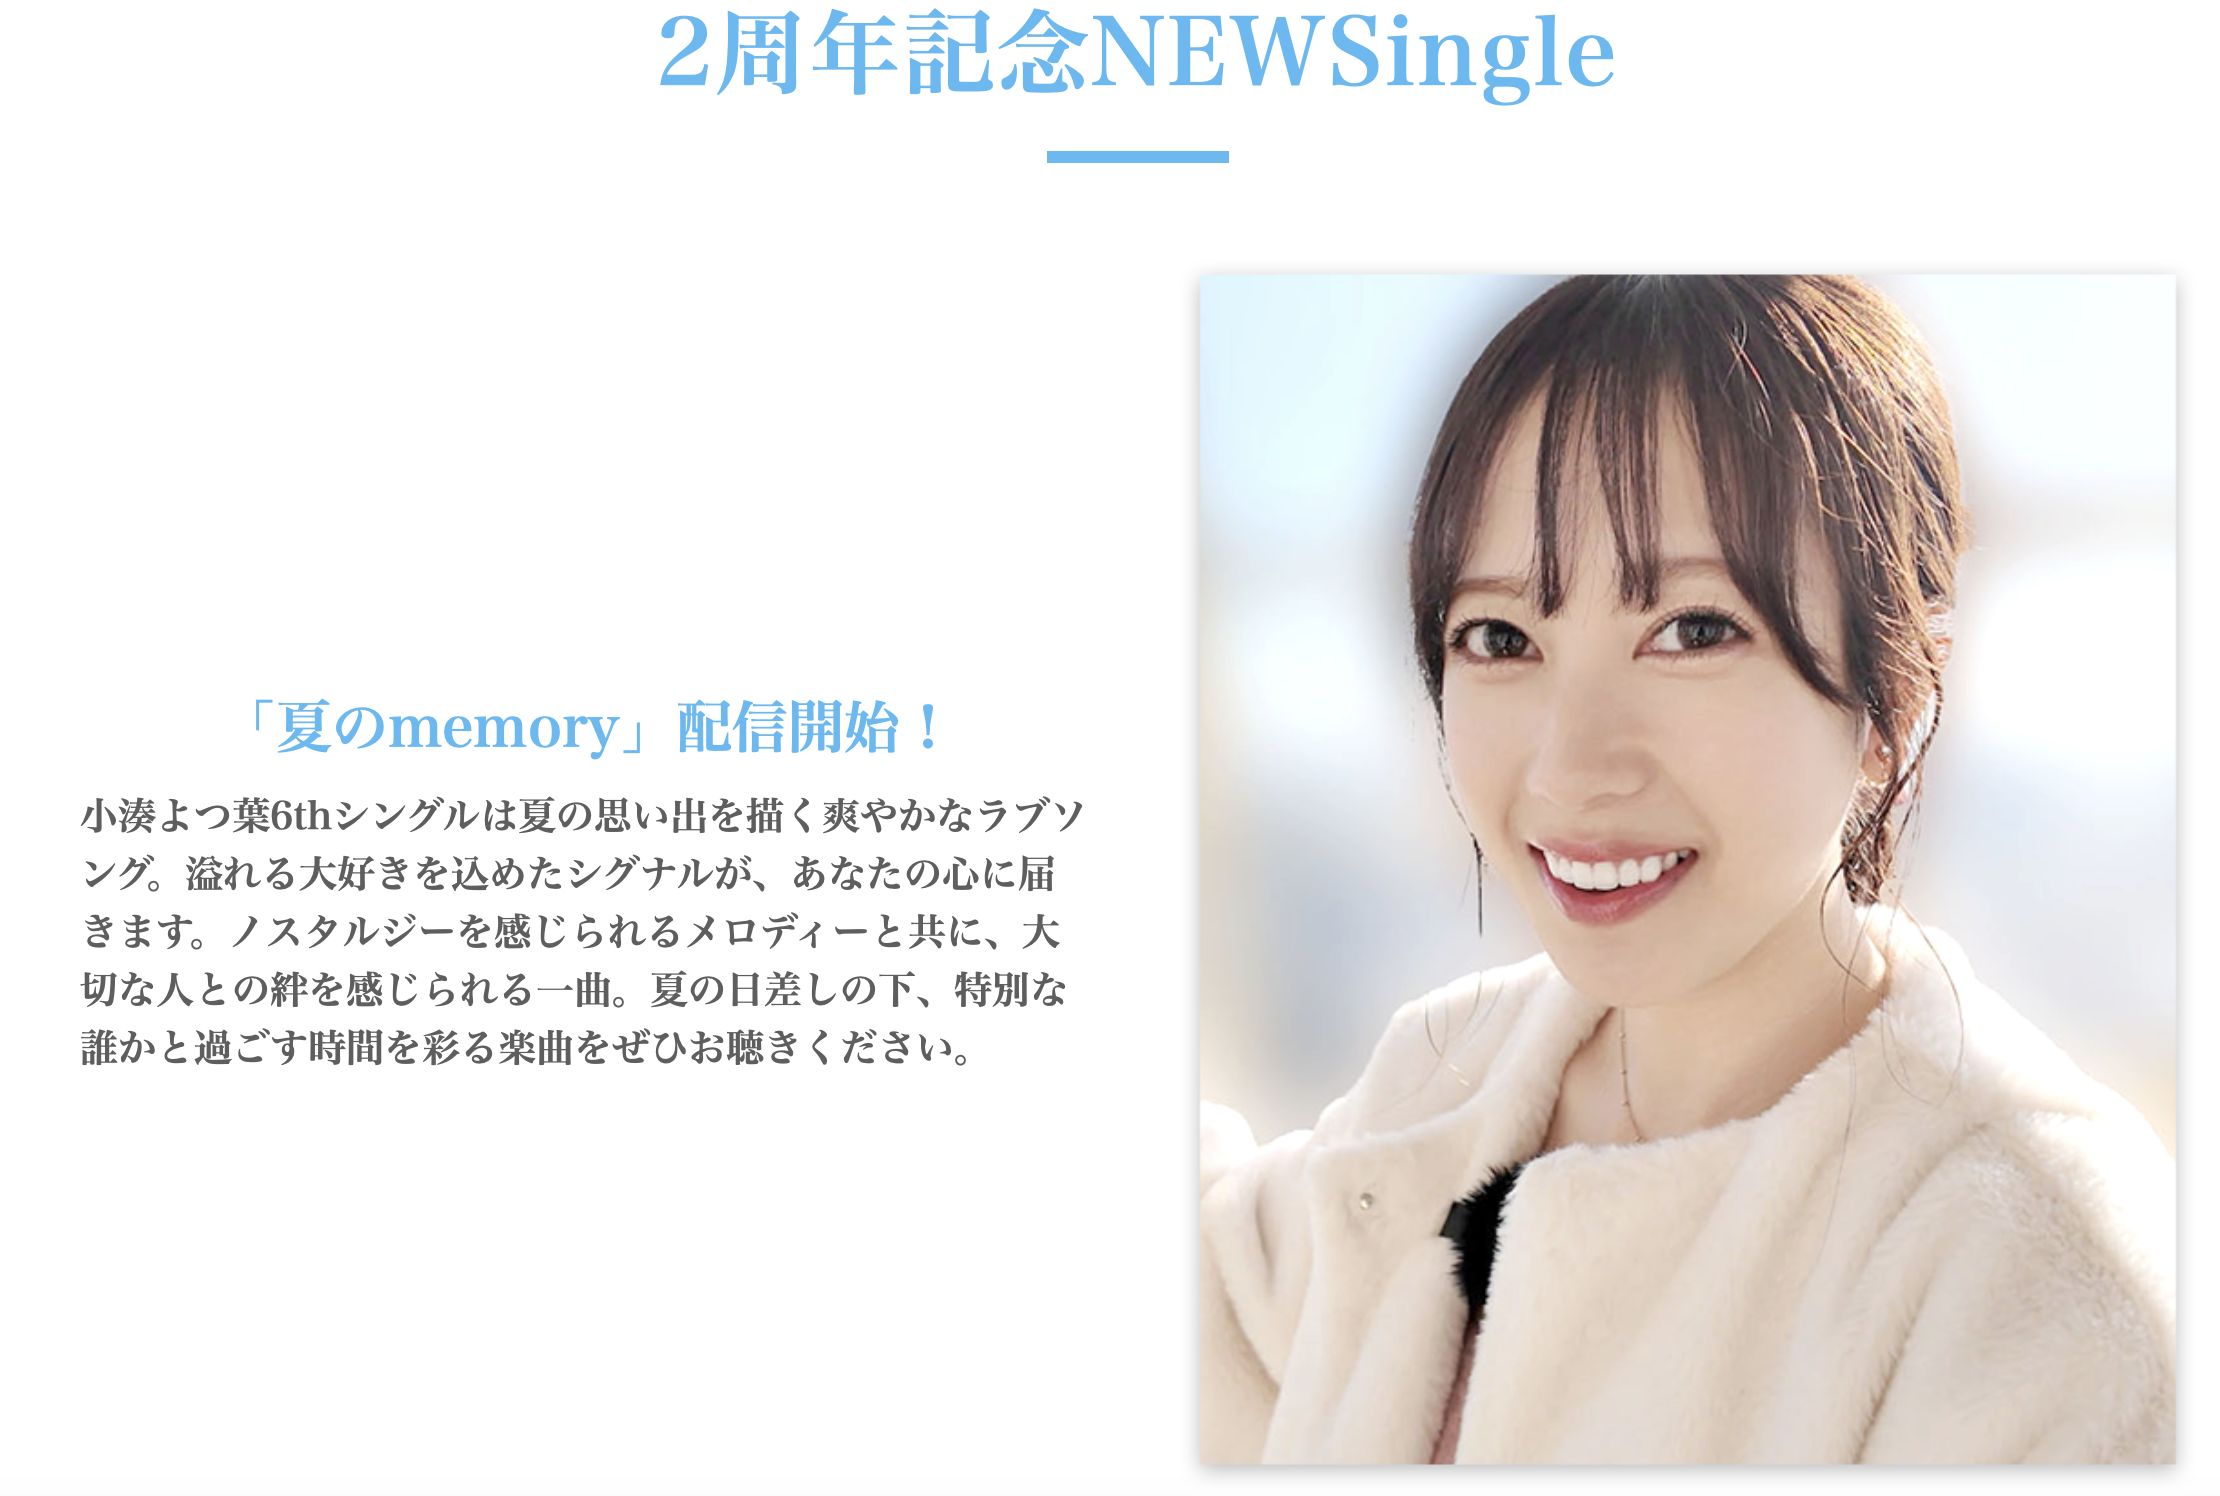 2周年記念NEWSingle
「夏のmemory」配信開始！
小湊よつ葉6thシングルは夏の思い出を描く爽やかなラブソ
ング。溢れる大好きを込めたシグナルが、あなたの心に届
きます。ノスタルジーを感じられるメロディーと共に、大
切な人との絆を感じられる一曲。夏の日差しの下、特別な
誰かと過ごす時間を彩る楽曲をぜひお聴きください。